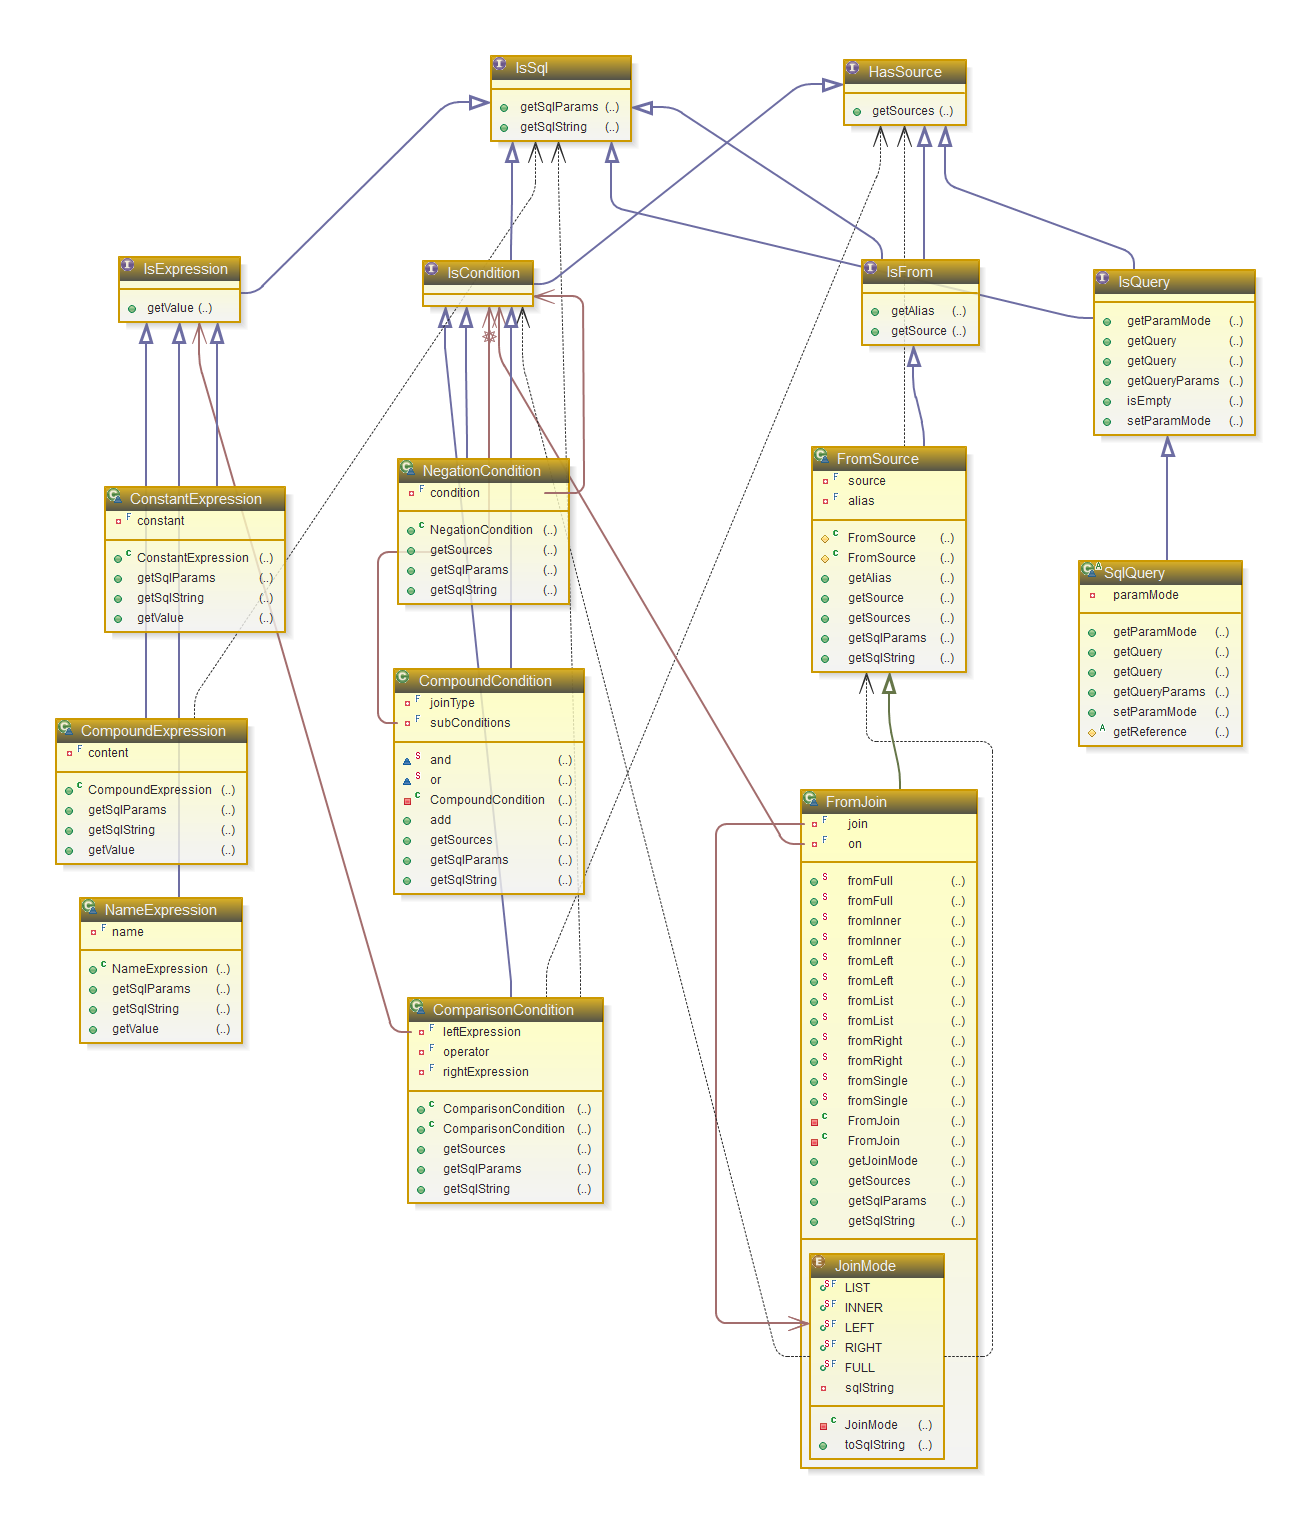 IsSql
getSqlParams (..)
getSqlString (..)
HasSource
getSources (..)
IsExpression
getValue (..)
IsCondition
IsFrom
getAlias (..)
getSource (..)
IsQuery
getParamMode (..)
getQuery (..)
getQuery (..)
getQueryParams (..)
isEmpty (..)
setParamMode (..)
ConstantExpression
constant
ConstantExpression (..)
getSqlParams (..)
getSqlString (..)
getValue (..)
NegationCondition
condition
NegationCondition (..)
getSources (..)
getSqlParams (..)
getSqlString (..)
FromSource
source
alias
FromSource (..)
FromSource (..)
getAlias (..)
getSource (..)
getSources (..)
getSqlParams (..)
getSqlString (..)
SqlQuery
paramMode
getParamMode (..)
getQuery (..)
getQuery (..)
getQueryParams (..)
setParamMode (..)
getReference (..)
CompoundExpression
content
CompoundExpression (..)
getSqlParams (..)
getSqlString (..)
getValue (..)
CompoundCondition
joinType
subConditions
and (..)
or (..)
CompoundCondition (..)
add (..)
getSources (..)
getSqlParams (..)
getSqlString (..)
NameExpression
name
NameExpression (..)
getSqlParams (..)
getSqlString (..)
getValue (..)
ComparisonCondition
leftExpression
operator
rightExpression
ComparisonCondition (..)
ComparisonCondition (..)
getSources (..)
getSqlParams (..)
getSqlString (..)
FromJoin
join
on
fromFull (..)
fromFull (..)
fromInner (..)
fromInner (..)
fromLeft (..)
fromLeft (..)
fromList (..)
fromList (..)
fromRight (..)
fromRight (..)
fromSingle (..)
fromSingle (..)
FromJoin (..)
FromJoin (..)
getJoinMode (..)
getSources (..)
getSqlParams (..)
getSqlString (..)
JoinMode
LIST
INNER
LEFT
RIGHT
FULL
sqlString
JoinMode (..)
toSqlString (..)